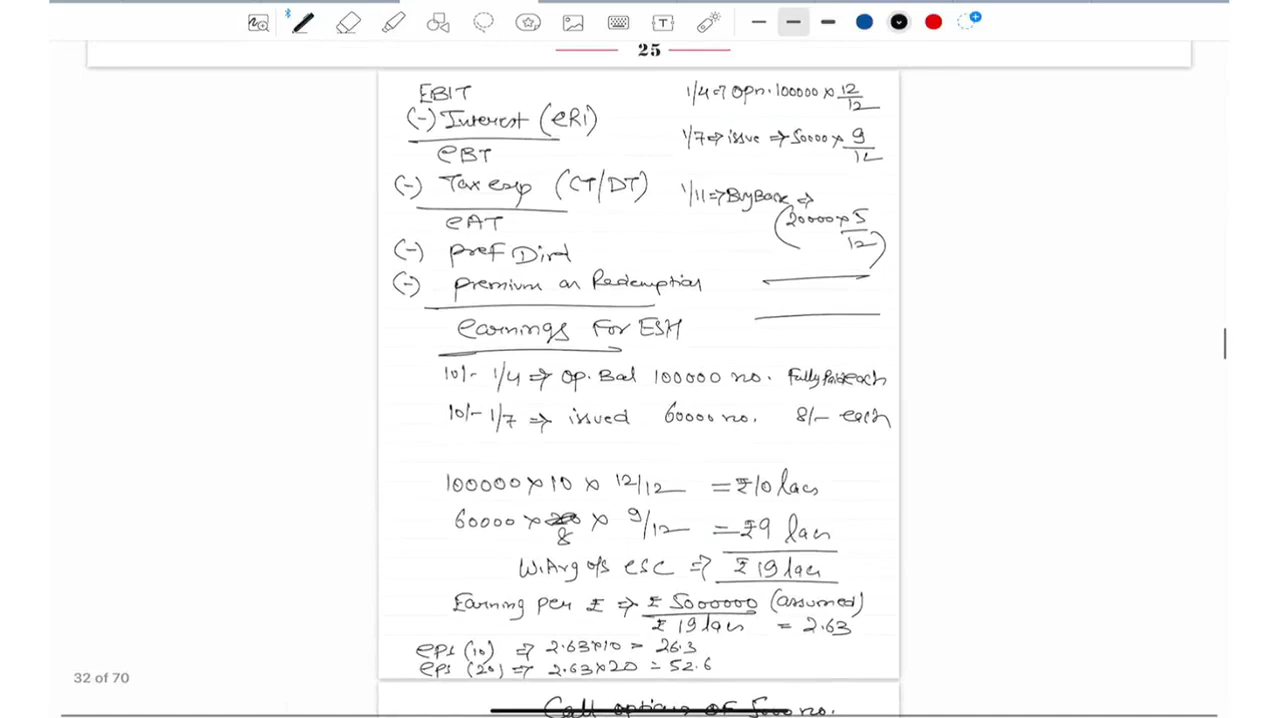 25
EBIT
(-) Interest (eRI)
eBT
(-) Tax exp (CT/DT)
eAT
(-) pref Divd
(-) premium on Redemption
earnings For ESH
1/4 ⇒ Opn. 100000 × 12/12
1/7 ⇒ issue ⇒ 50000 × 9/12
1/11 ⇒ BuyBack ⇒
(20000 × 5/12)
10/- 1/4 ⇒ Op. Bal 100000 no. Fully Paid each
10/- 1/7 ⇒ issued 60000 no. 8/- each
100000 × 10 × 12/12 = ₹10 lacs
60000 × 8 × 9/12 = ₹9 lacs
W.Avg o/s esc ⇒ ₹19 lacs
Earning per ₹ ⇒ ₹ 5000000 (assumed)
₹ 19 lacs = 2.63
eps (10) ⇒ 2.63×10 = 26.3
eps (20) ⇒ 2.63×20 = 52.6
32 of 70
Call options of 5000 no.